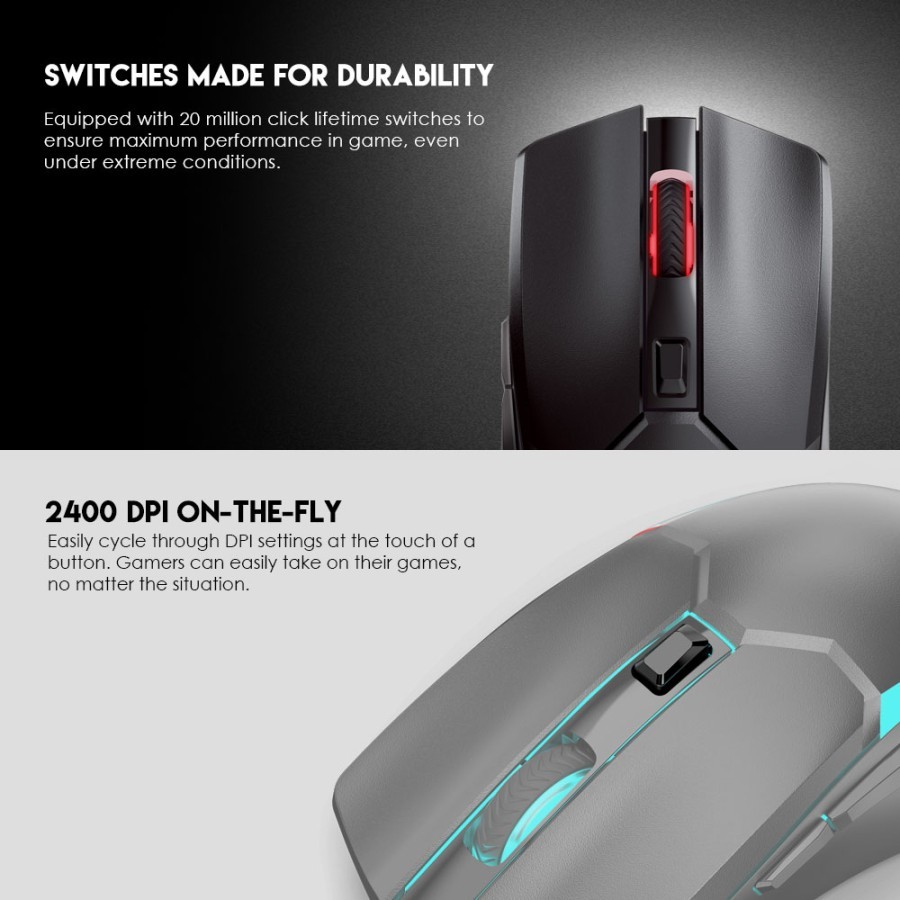 SWITCHES MADE FOR DURABILITY
Equipped with 20 million click lifetime switches to
ensure maximum performance in game, even
under extreme conditions.
2400 DPI ON-THE-FLY
Easily cycle through DPI settings at the touch of a
button. Gamers can easily take on their games,
no matter the situation.